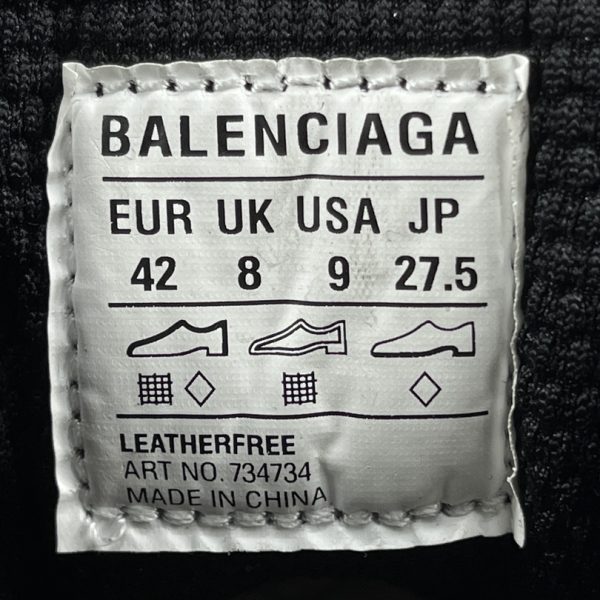 BALENCIAGA
EUR UK USA JP
42 8 9 27.5
LEATHERFREE
ART NO. 734734
MADE IN CHINA